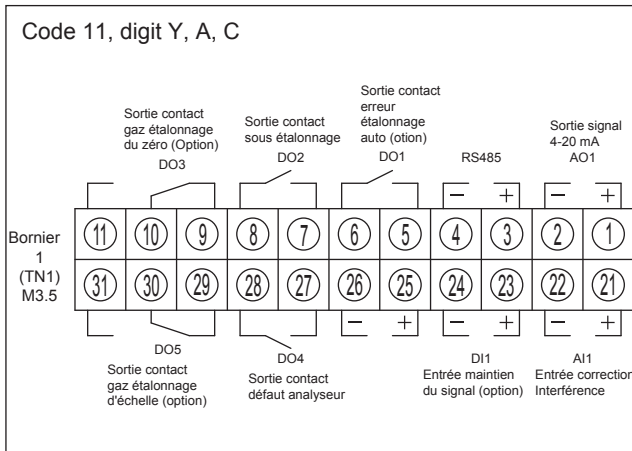 Code 11, digit Y, A, C
Sortie contact
gaz étalonnage
du zéro (Option)
DO3
Sortie contact
sous étalonnage
DO2
Sortie contact
erreur
étalonnage
auto (otion)
DO1
RS485
Sortie signal
4-20 mA
AO1
− + − +
Bornier
1
(TN1)
M3.5
11 10 9 8 7 6 5 4 3 2 1
31 30 29 28 27 26 25 24 23 22 21
− + − + − +
DO5
Sortie contact
gaz étalonnage
d'échelle (option)
DO4
Sortie contact
défaut analyseur
DI1
Entrée maintien
du signal (option)
AI1
Entrée correction
Interférence